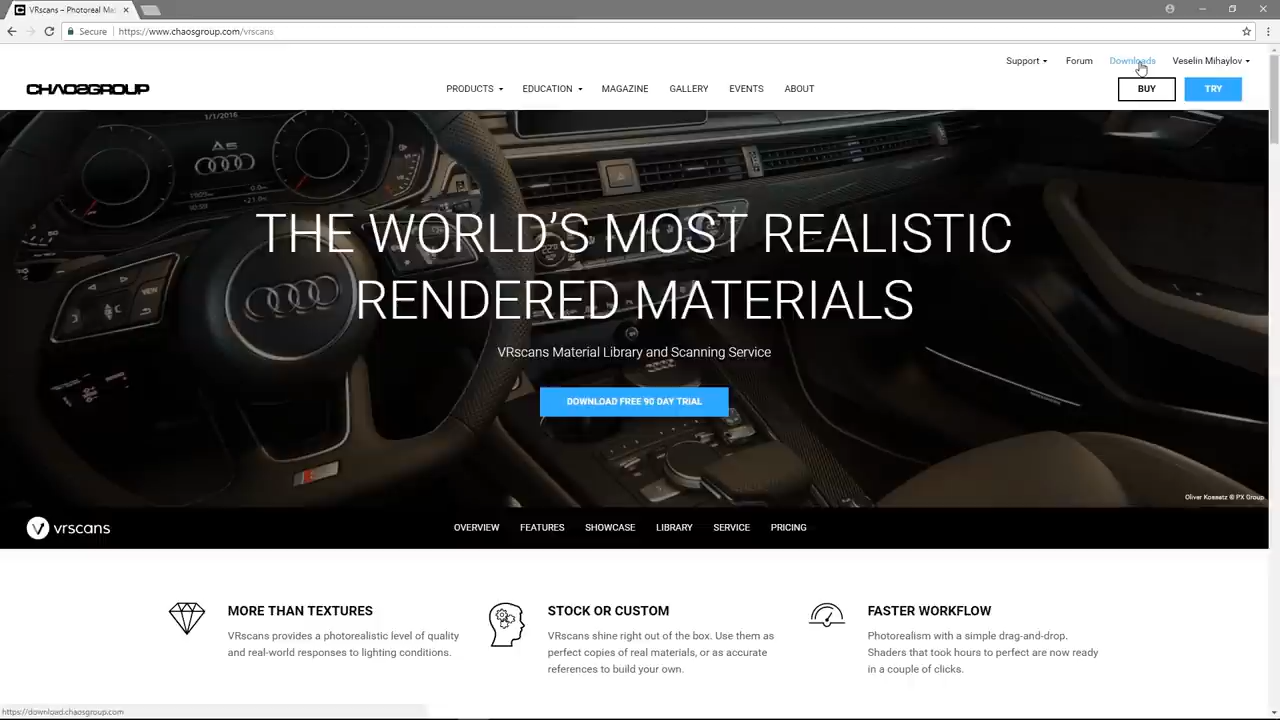 VRscans – Photoreal Ma
Secure
https://www.chaosgroup.com/vrscans
Support
Forum
Downloads
Veselin Mihaylov
CHAOSGROUP
PRODUCTS
EDUCATION
MAGAZINE
GALLERY
EVENTS
ABOUT
BUY
TRY
1/1/2016
A5
VIEW
THE WORLD'S MOST REALISTIC
RENDERED MATERIALS
VRscans Material Library and Scanning Service
DOWNLOAD FREE 90 DAY TRIAL
Oliver Kossatz © PX Group
vrscans
OVERVIEW
FEATURES
SHOWCASE
LIBRARY
SERVICE
PRICING
MORE THAN TEXTURES
VRscans provides a photorealistic level of quality
and real-world responses to lighting conditions.
STOCK OR CUSTOM
VRscans shine right out of the box. Use them as
perfect copies of real materials, or as accurate
references to build your own.
FASTER WORKFLOW
Photorealism with a simple drag-and-drop.
Shaders that took hours to perfect are now ready
in a couple of clicks.
https://download.chaosgroup.com